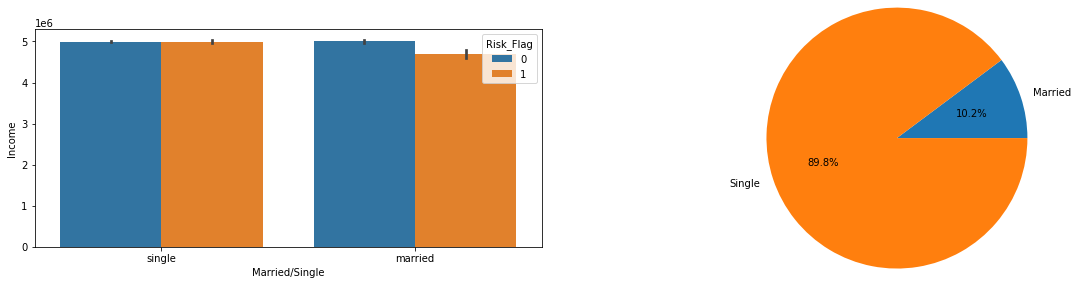 1e6
5
4
3
2
1
0
Income
single
married
Married/Single
Risk_Flag
0
1
Married
10.2%
89.8%
Single